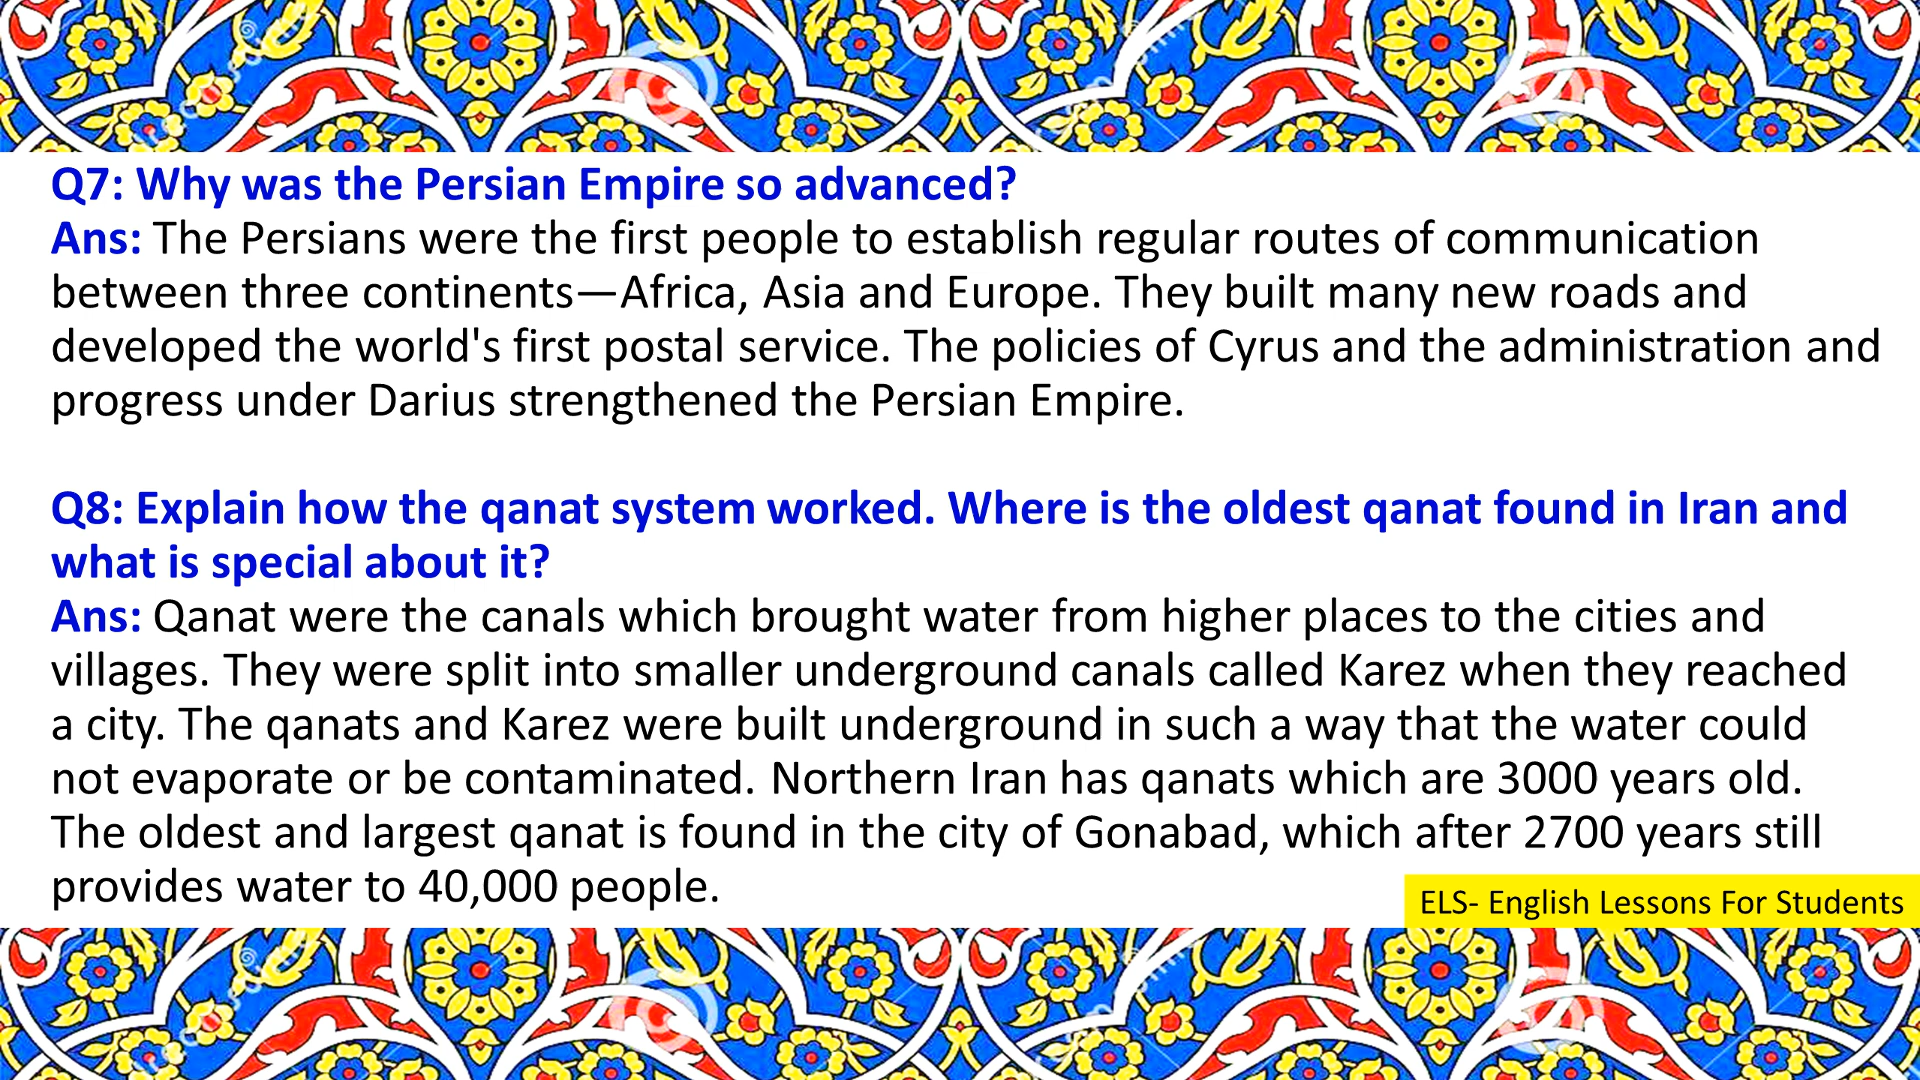 Q7: Why was the Persian Empire so advanced?
Ans: The Persians were the first people to establish regular routes of communication
between three continents—Africa, Asia and Europe. They built many new roads and
developed the world's first postal service. The policies of Cyrus and the administration and
progress under Darius strengthened the Persian Empire.
Q8: Explain how the qanat system worked. Where is the oldest qanat found in Iran and
what is special about it?
Ans: Qanat were the canals which brought water from higher places to the cities and
villages. They were split into smaller underground canals called Karez when they reached
a city. The qanats and Karez were built underground in such a way that the water could
not evaporate or be contaminated. Northern Iran has qanats which are 3000 years old.
The oldest and largest qanat is found in the city of Gonabad, which after 2700 years still
provides water to 40,000 people.
ELS- English Lessons For Students